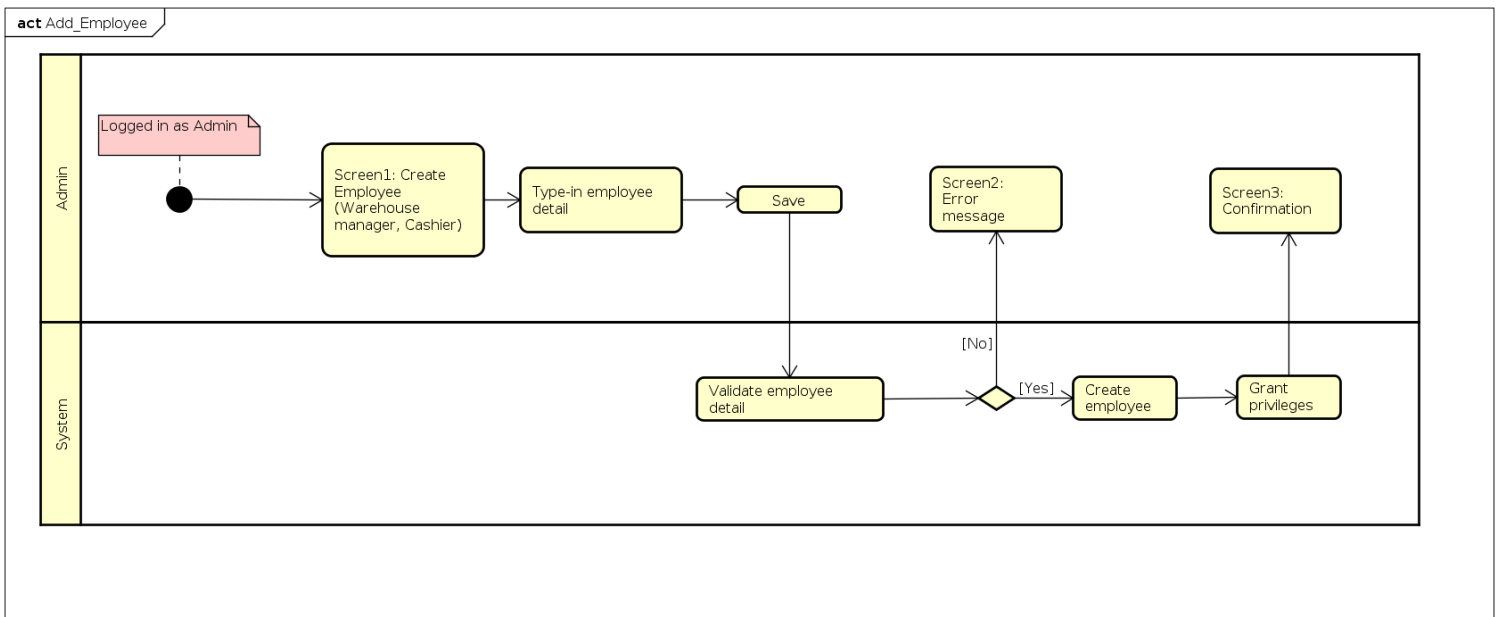 act Add_Employee
Admin
Logged in as Admin
Screen1: Create
Employee
(Warehouse
manager, Cashier)
Type-in employee
detail
Save
Screen2:
Error
message
Screen3:
Confirmation
System
Validate employee
detail
[No]
[Yes]
Create
employee
Grant
privileges